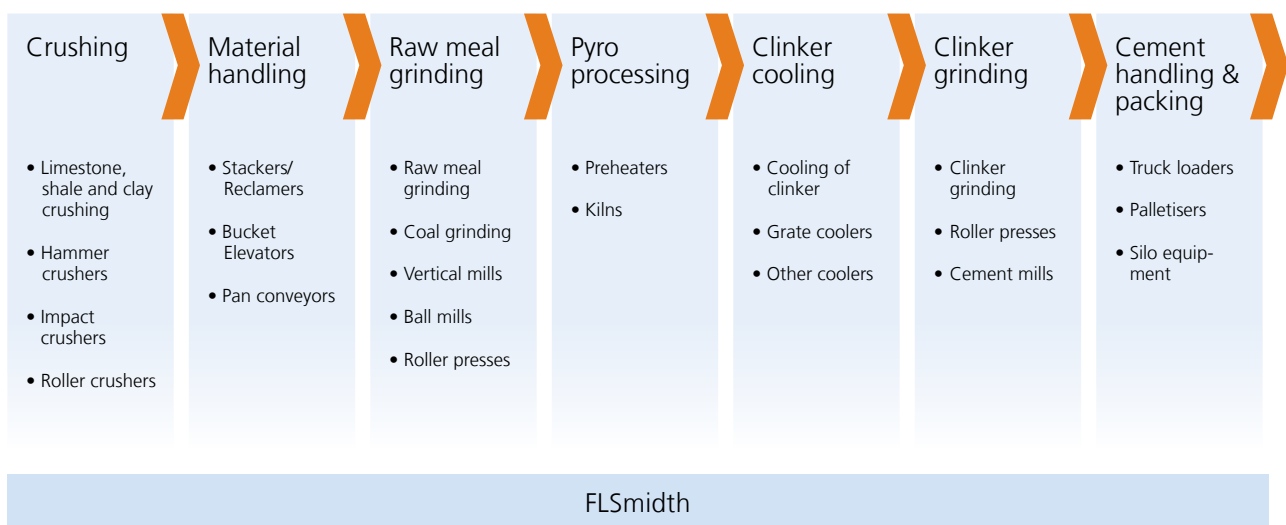 Crushing
• Limestone,
shale and clay
crushing
• Hammer
crushers
• Impact
crushers
• Roller crushers
Material
handling
• Stackers/
Reclamers
• Bucket
Elevators
• Pan conveyors
Raw meal
grinding
• Raw meal
grinding
• Coal grinding
• Vertical mills
• Ball mills
• Roller presses
Pyro
processing
• Preheaters
• Kilns
Clinker
cooling
• Cooling of
clinker
• Grate coolers
• Other coolers
Clinker
grinding
• Clinker
grinding
• Roller presses
• Cement mills
Cement
handling &
packing
• Truck loaders
• Palletisers
• Silo equip-
ment
FLSmidth